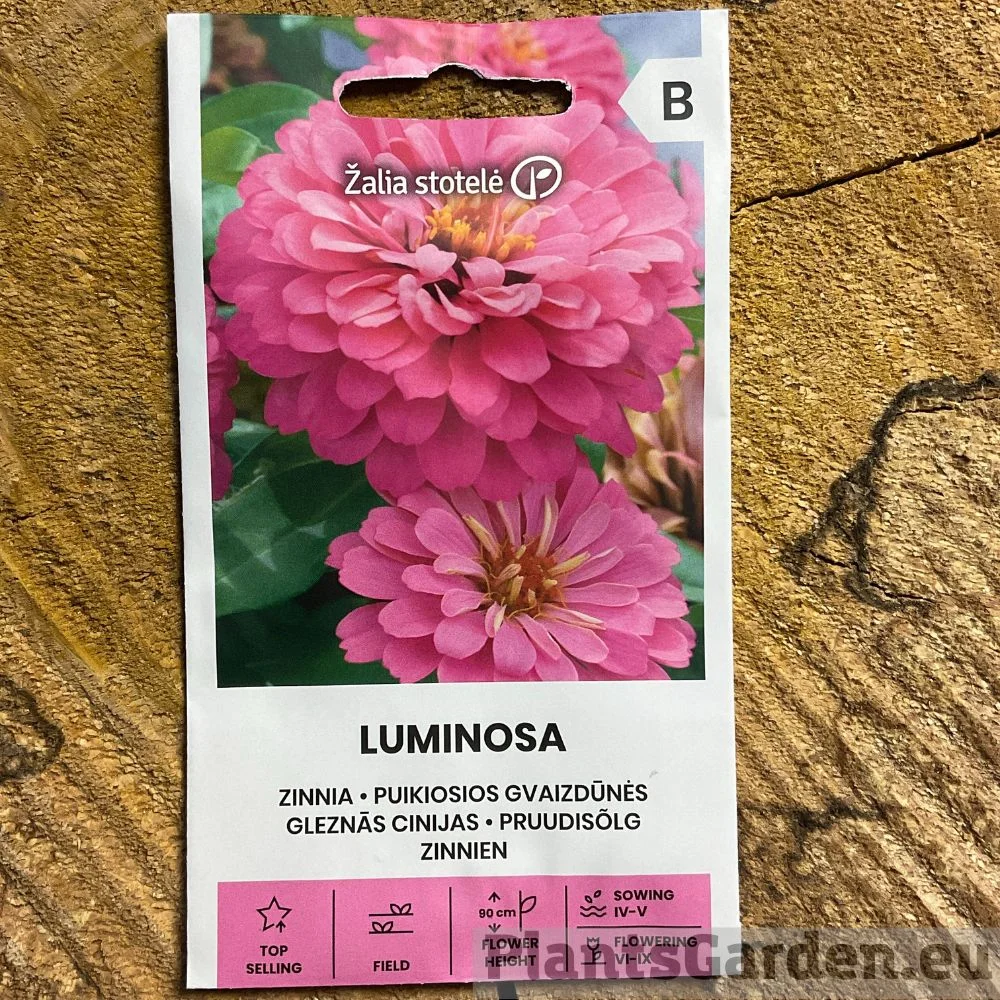 B
Žalia stotelė
LUMINOSA
ZINNIA • PUIKIOSIOS GVAIZDŪNĖS
GLEZNĀS CINIJAS • PRUUDISÕLG
ZINNIEN
TOP
SELLING
FIELD
90 cm
FLOWER
HEIGHT
SOWING
IV-V
FLOWERING
VI-IX
PlantsGarden.eu